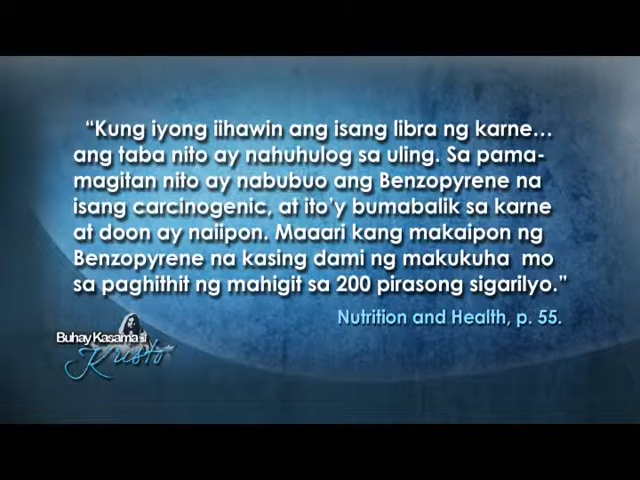 “Kung iyong iihawin ang isang libra ng karne...
ang taba nito ay nahuhulog sa uling. Sa pama-
magitan nito ay nabubuo ang Benzopyrene na
isang carcinogenic, at ito’y bumabalik sa karne
at doon ay naiipon. Maaari kang makaipon ng
Benzopyrene na kasing dami ng makukuha mo
sa paghithit ng mahigit sa 200 pirasong sigarilyo.”
Nutrition and Health, p. 55.
Buhay Kasama si
Kristo